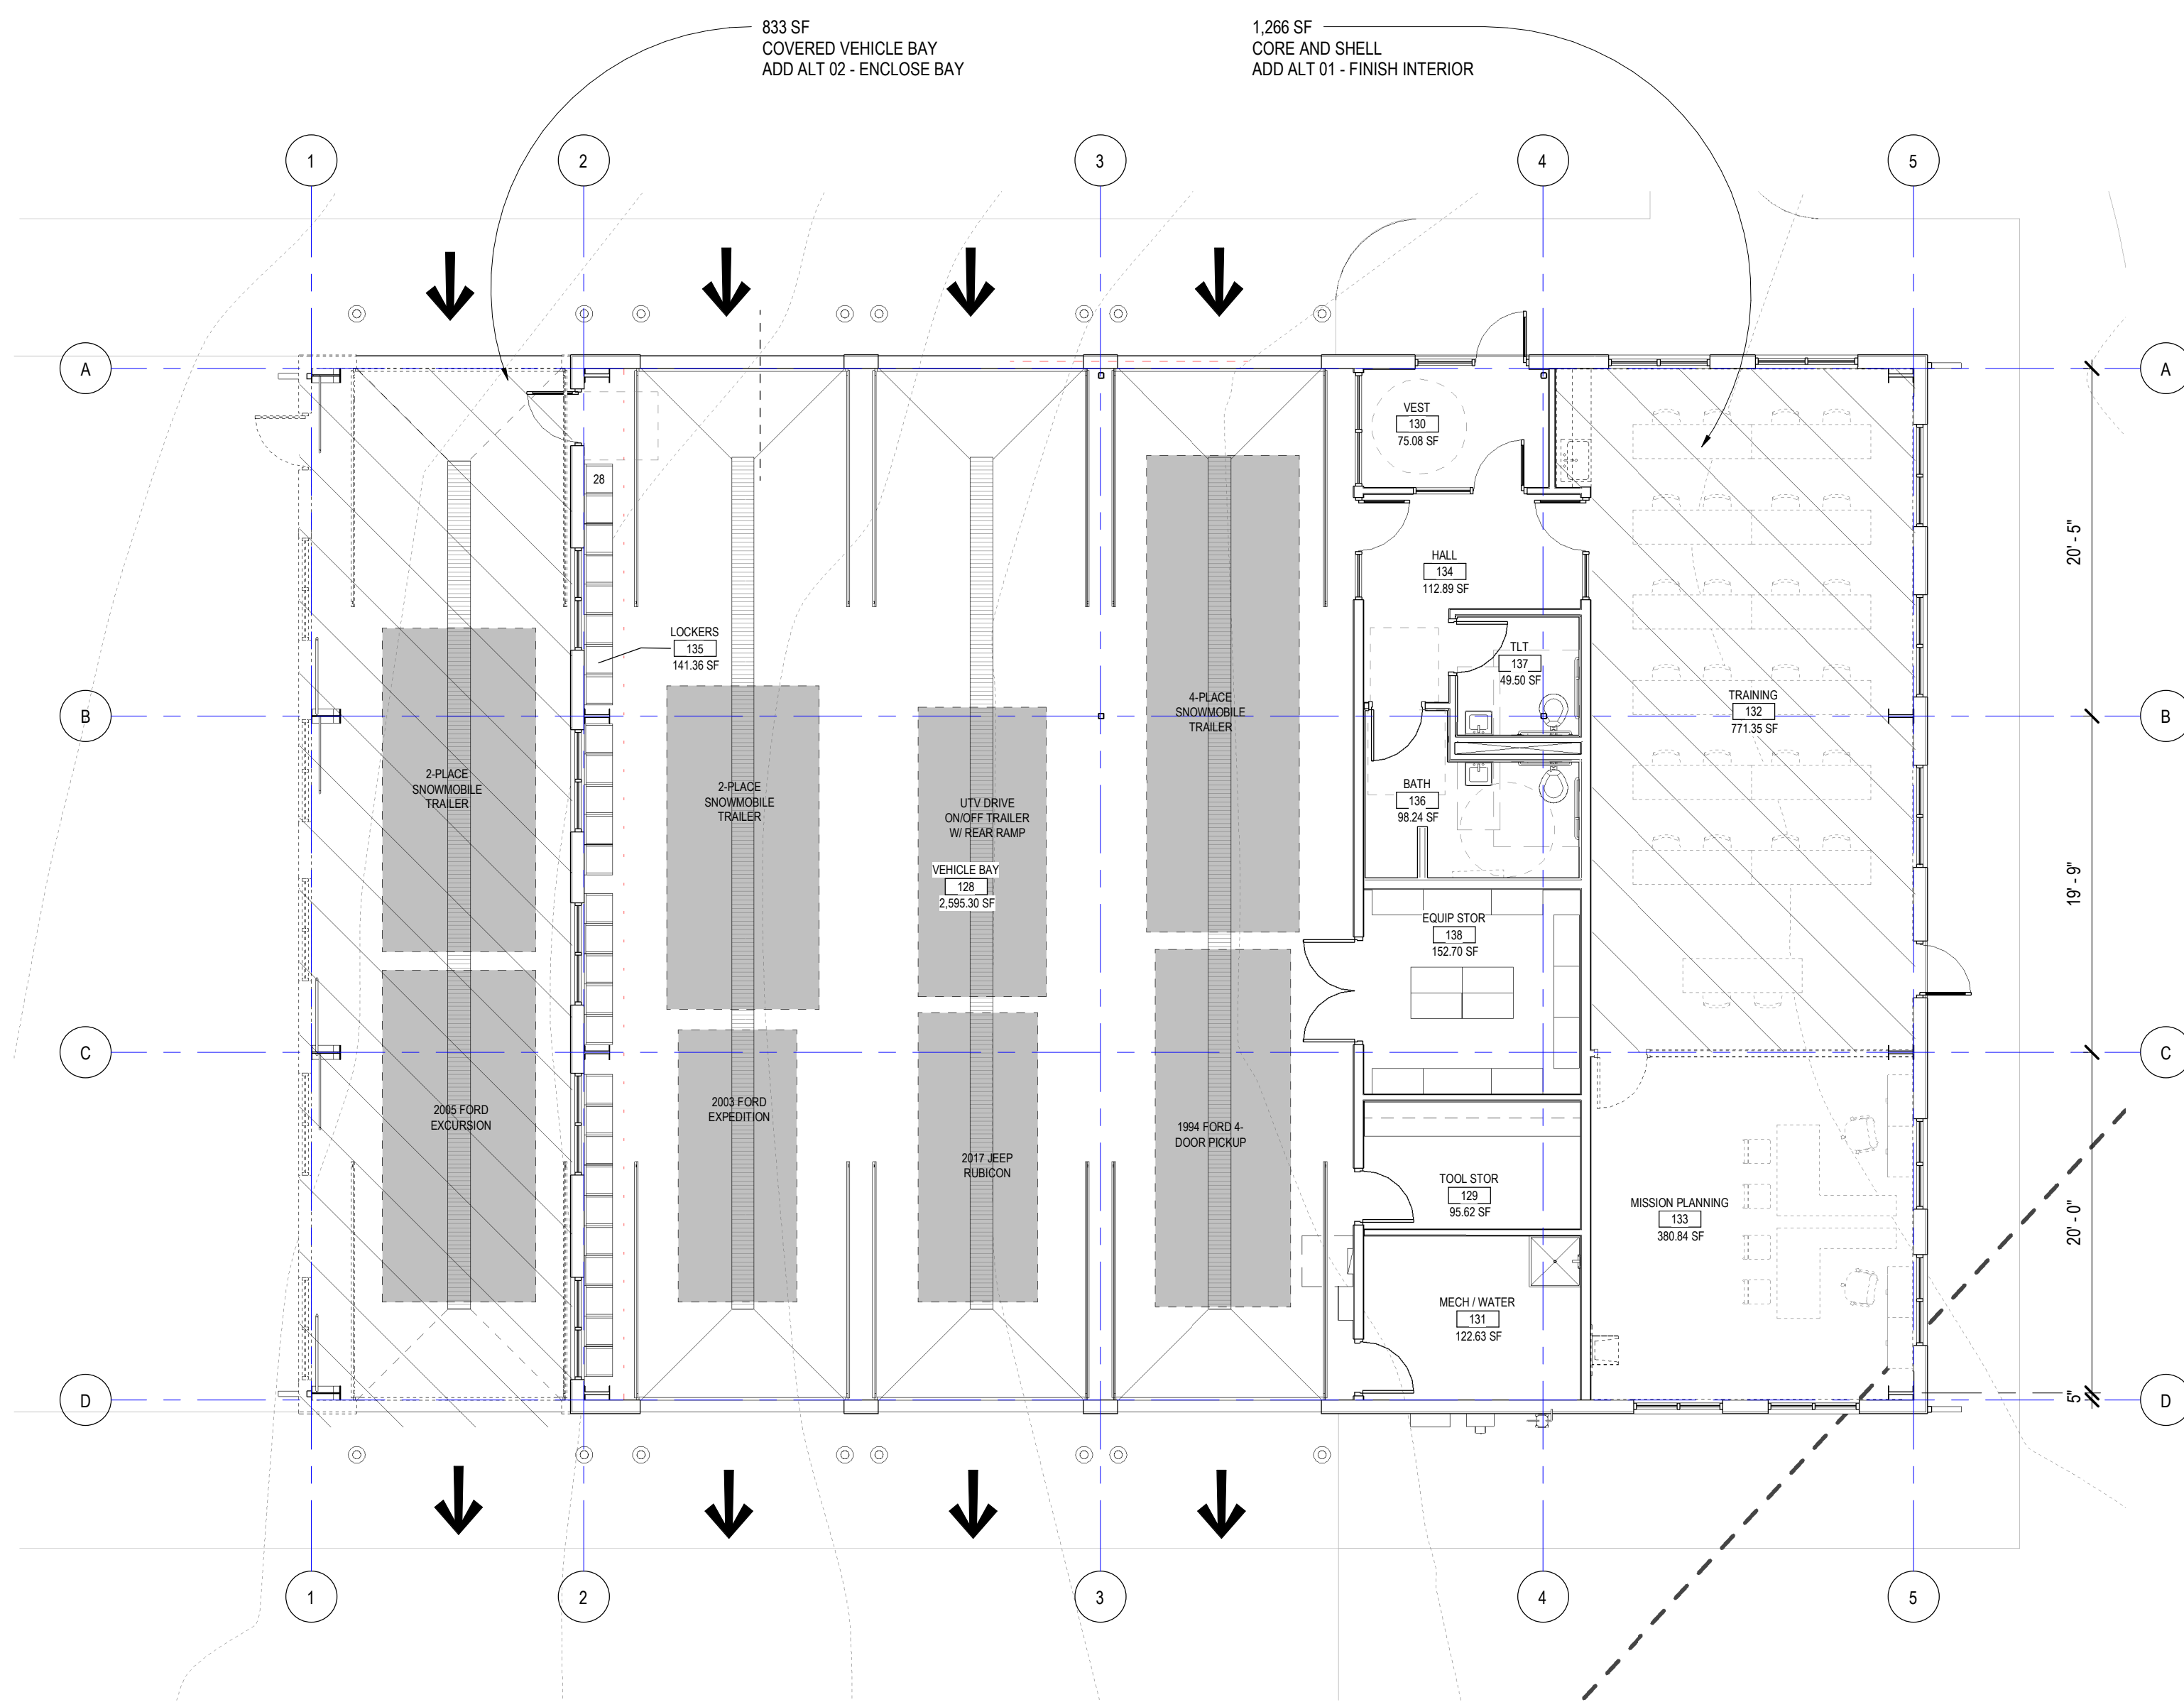 833 SF
COVERED VEHICLE BAY
ADD ALT 02 - ENCLOSE BAY
1,266 SF
CORE AND SHELL
ADD ALT 01 - FINISH INTERIOR
1
2
3
4
5
A
A
VEST
130
75.08 SF
28
20' - 5"
HALL
134
112.89 SF
LOCKERS
135
141.36 SF
TLT
137
49.50 SF
4-PLACE
SNOWMOBILE
TRAILER
TRAINING
132
771.35 SF
B
B
2-PLACE
SNOWMOBILE
TRAILER
2-PLACE
SNOWMOBILE
TRAILER
UTV DRIVE
ON/OFF TRAILER
W/ REAR RAMP
BATH
136
98.24 SF
VEHICLE BAY
128
2,595.30 SF
19' - 9"
EQUIP STOR
138
152.70 SF
C
C
2005 FORD
EXCURSION
2003 FORD
EXPEDITION
2017 JEEP
RUBICON
1994 FORD 4-
DOOR PICKUP
TOOL STOR
129
95.62 SF
MISSION PLANNING
133
380.84 SF
20' - 0"
MECH / WATER
131
122.63 SF
5"
D
D
1
2
3
4
5